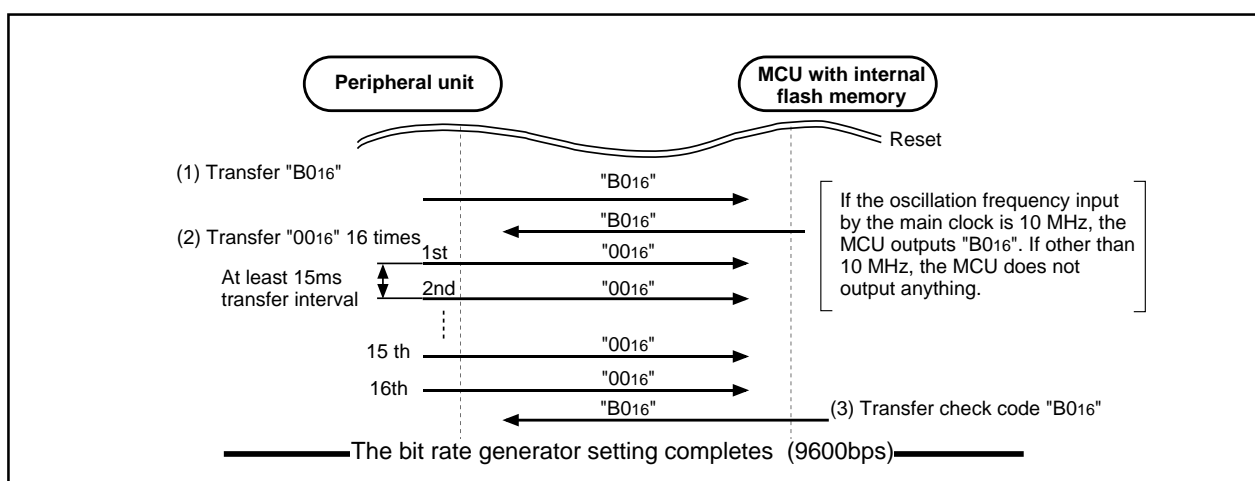 Peripheral unit
MCU with internal
flash memory
Reset
(1) Transfer "B016"
"B016"
"B016"
If the oscillation frequency input
by the main clock is 10 MHz, the
MCU outputs "B016". If other than
10 MHz, the MCU does not
output anything.
(2) Transfer "0016" 16 times
1st
"0016"
At least 15ms
transfer interval
2nd
"0016"
15 th
"0016"
16th
"0016"
"B016"
(3) Transfer check code "B016"
The bit rate generator setting completes (9600bps)